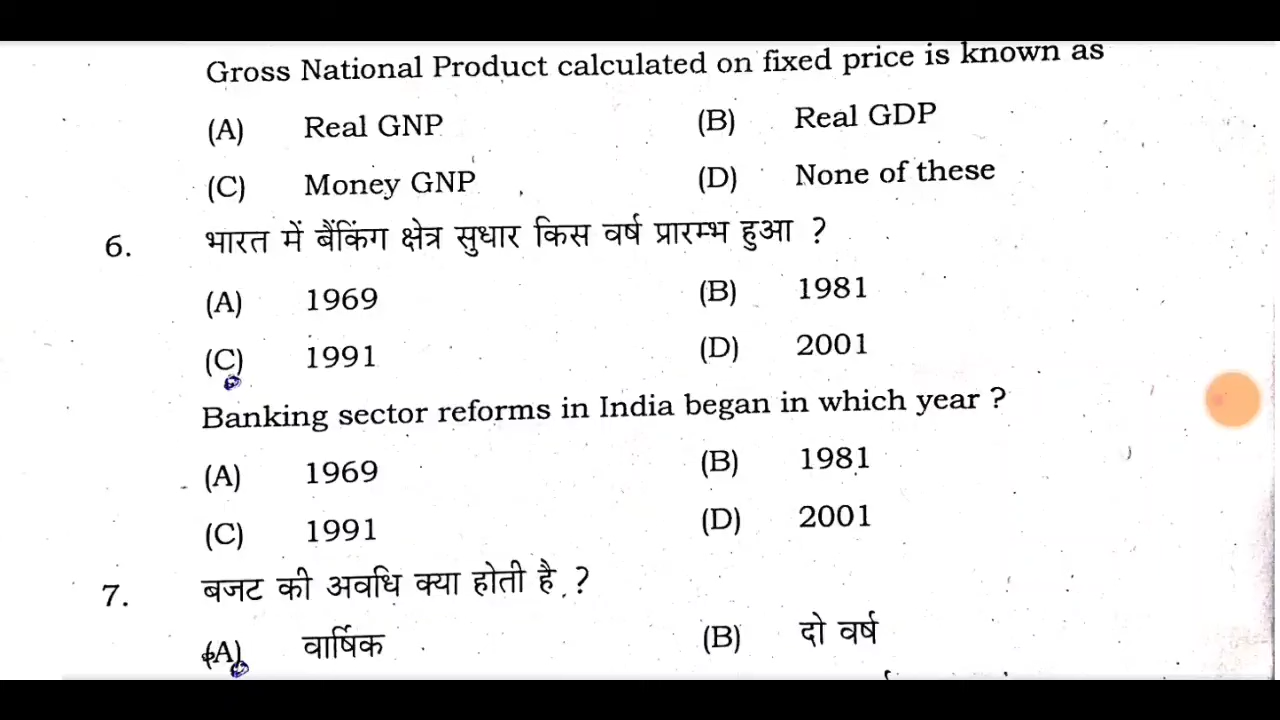 Gross National Product calculated on fixed price is known as
(A) Real GNP (B) Real GDP
(C) Money GNP (D) None of these
6. भारत में बैंकिंग क्षेत्र सुधार किस वर्ष प्रारम्भ हुआ ?
(A) 1969 (B) 1981
(C) 1991 (D) 2001
Banking sector reforms in India began in which year ?
(A) 1969 (B) 1981
(C) 1991 (D) 2001
7. बजट की अवधि क्या होती है ?
(A) वार्षिक (B) दो वर्ष